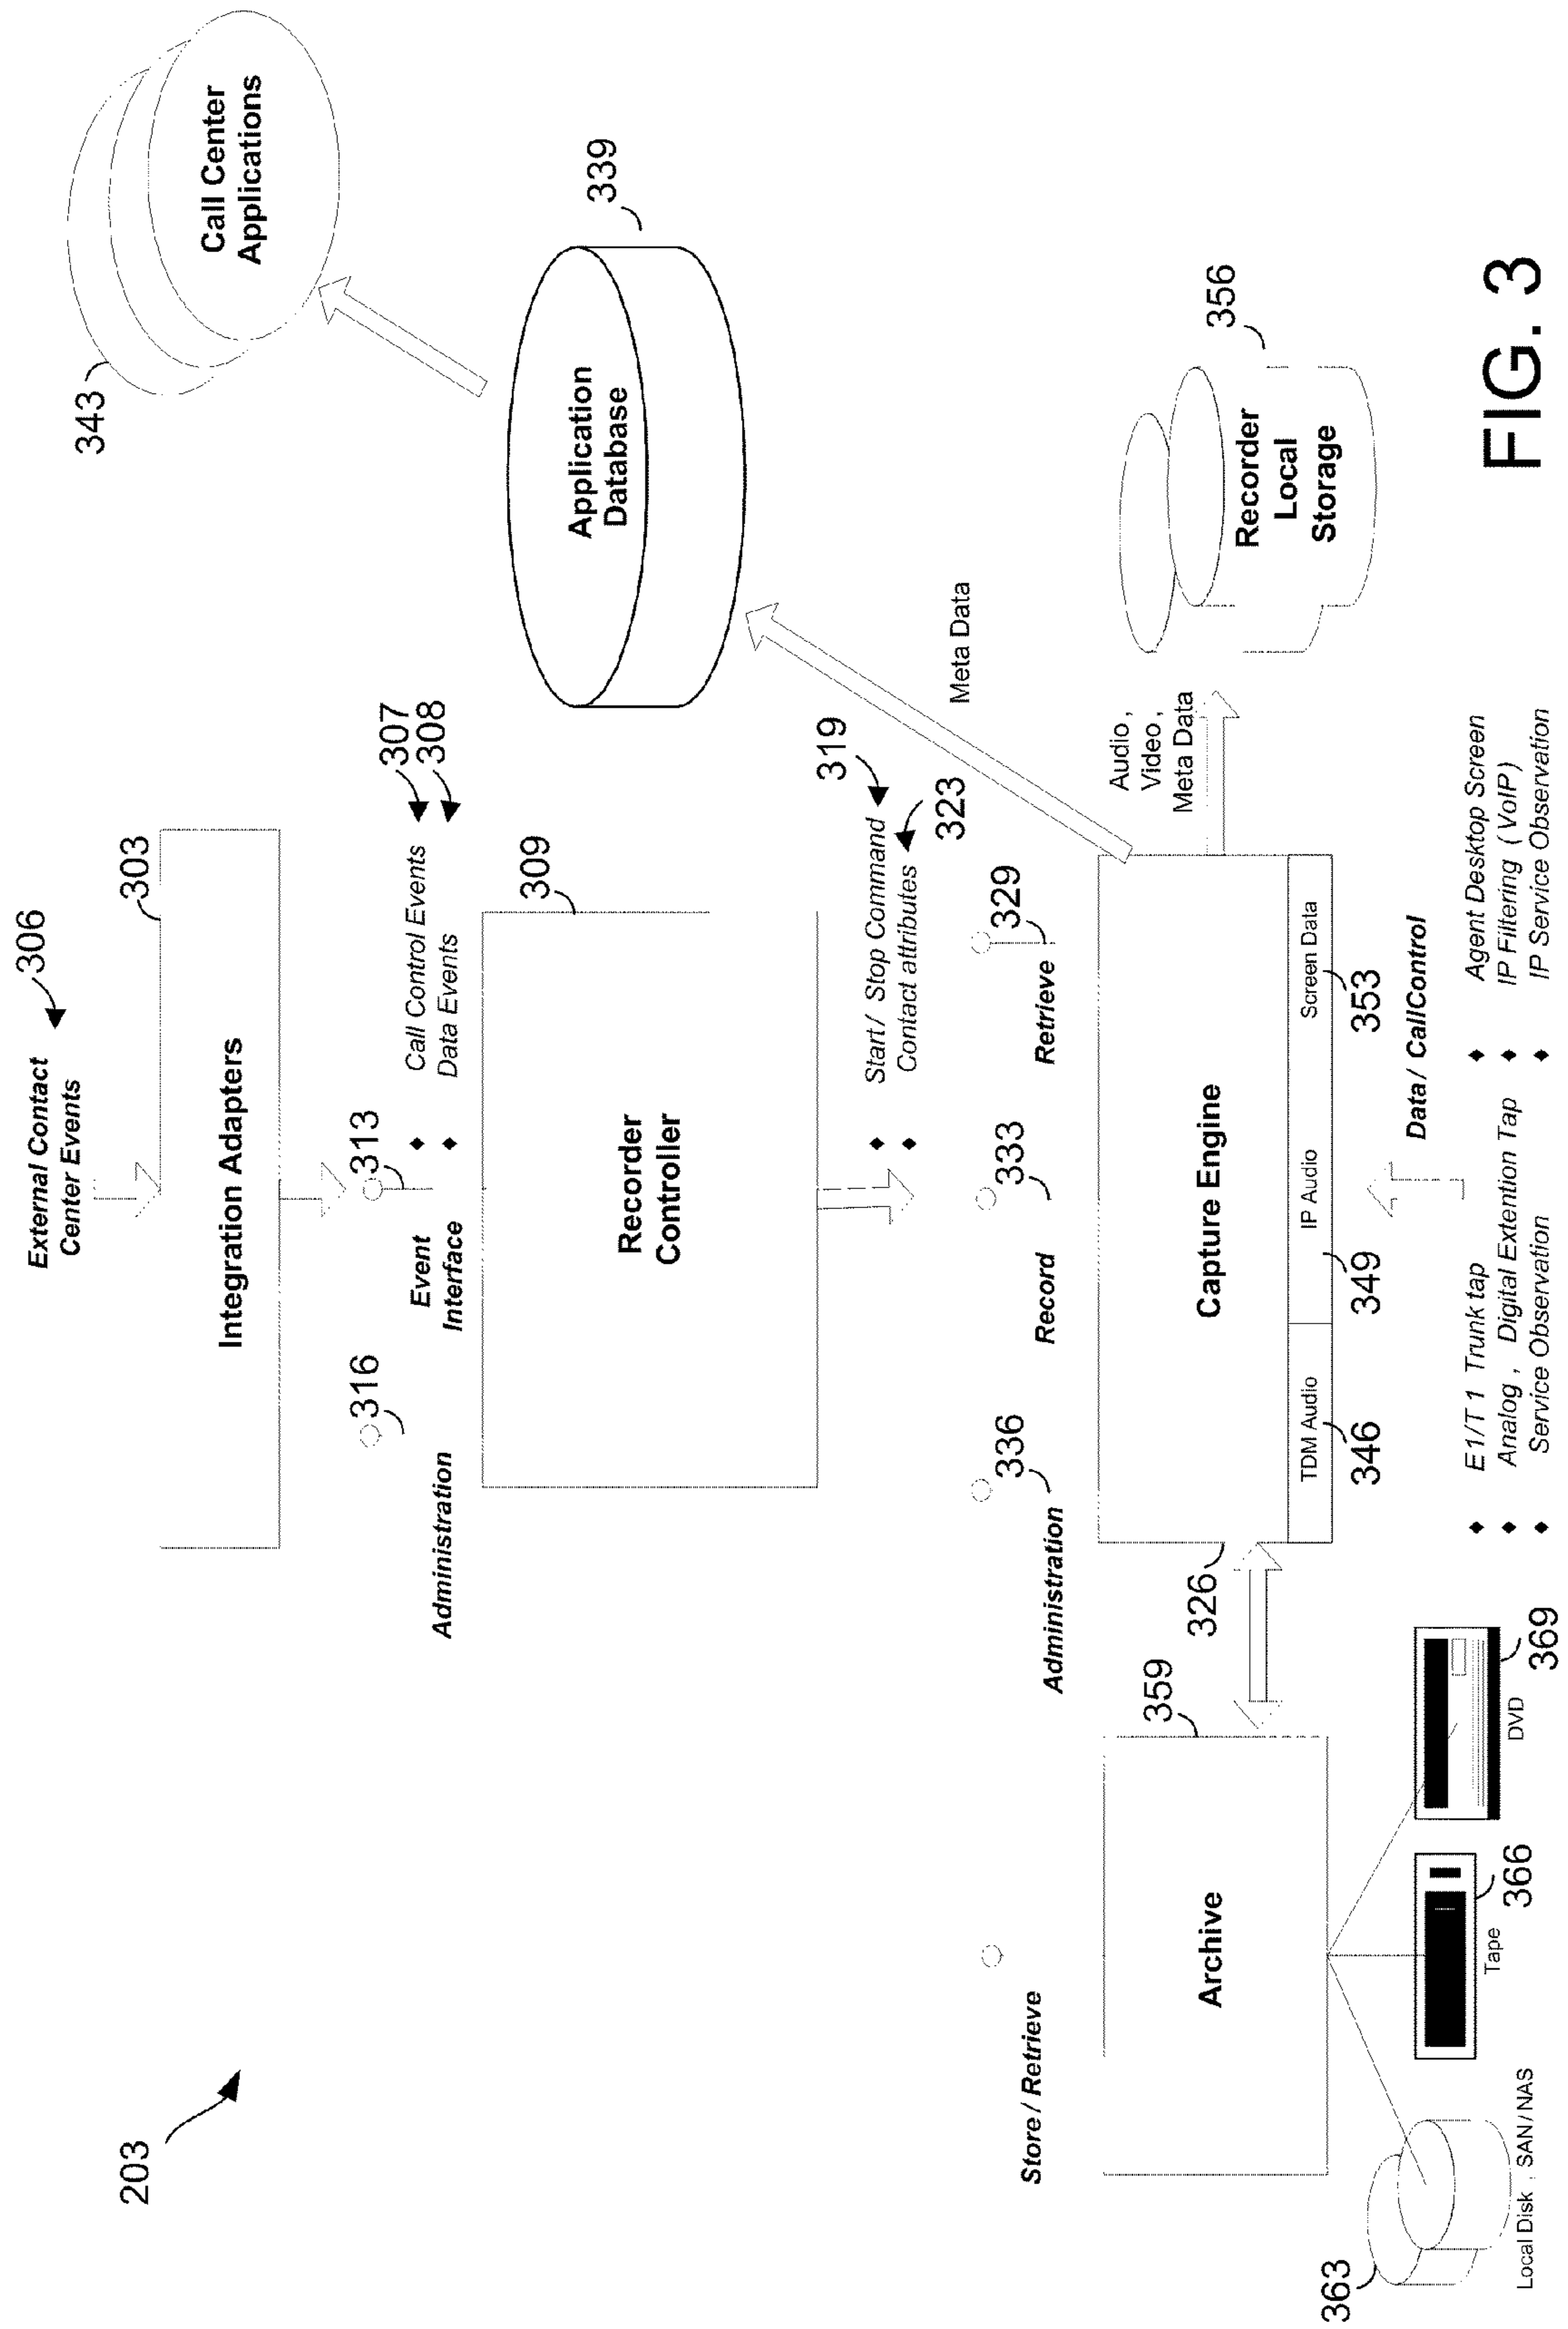 203
External Contact
Center Events
306
303
Integration Adapters
343
Call Center
Applications
316
Administration
313
Event
Interface
♦ Call Control Events
♦ Data Events
307
308
309
Recorder
Controller
Application
Database
339
♦ Start/ Stop Command
♦ Contact attributes
319
323
Store / Retrieve
Administration
336
Record
333
Retrieve
329
Meta Data
359
Archive
326
Capture Engine
TDM Audio
IP Audio
Screen Data
346
349
353
Audio ,
Video ,
Meta Data
Recorder
Local
Storage
356
Data / CallControl
♦ E1/T 1 Trunk tap
♦ Analog , Digital Extention Tap
♦ Service Observation
♦ Agent Desktop Screen
♦ IP Filtering ( VoIP )
♦ IP Service Observation
363
Local Disk , SAN / NAS
366
Tape
369
DVD
FIG. 3